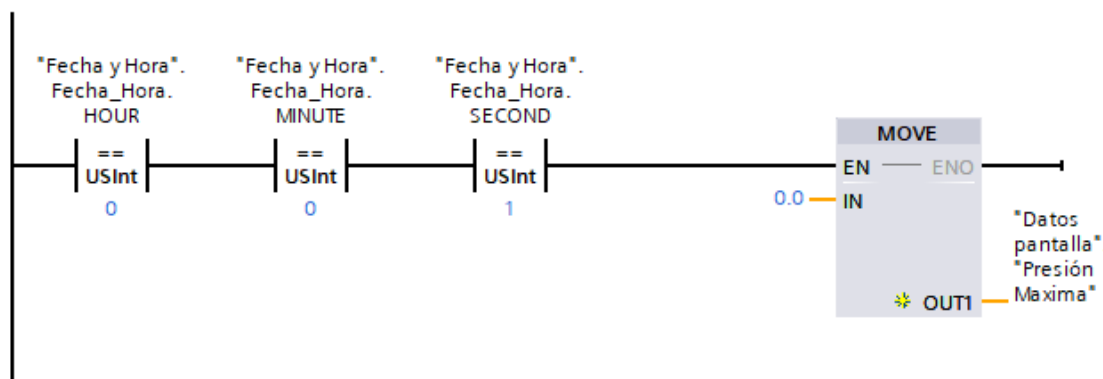 "Fecha y Hora".
Fecha_Hora.
HOUR
==
USInt
0
"Fecha y Hora".
Fecha_Hora.
MINUTE
==
USInt
0
"Fecha y Hora".
Fecha_Hora.
SECOND
==
USInt
1
MOVE
EN
ENO
0.0
IN
OUT1
"Datos
pantalla"
"Presión
Maxima"